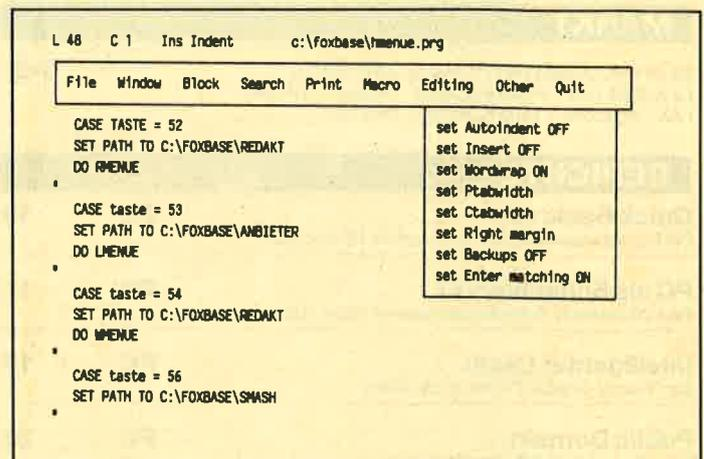 L 48 C 1 Ins Indent c:\foxbase\hmenue.prg
File Window Block Search Print Macro Editing Other Quit
CASE TASTE = 52
SET PATH TO C:\FOXBASE\REDAKT
DO RMENUE
*
CASE taste = 53
SET PATH TO C:\FOXBASE\ANBIETER
DO LMENUE
*
CASE taste = 54
SET PATH TO C:\FOXBASE\REDAKT
DO WMENUE
*
CASE taste = 56
SET PATH TO C:\FOXBASE\SMASH
*
set Autoindent OFF
set Insert OFF
set Wordwrap ON
set Ptabwidth
set Ctabwidth
set Right margin
set Backups OFF
set Enter matching ON